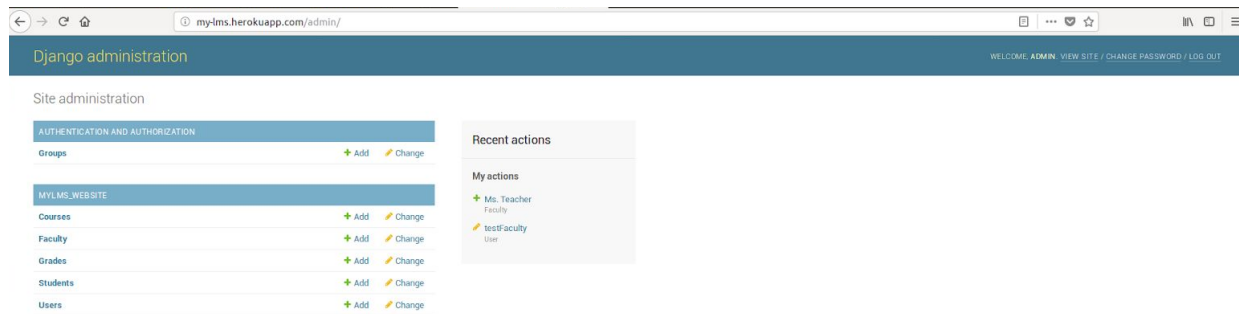 my-lms.herokuapp.com/admin/
Django administration
WELCOME, ADMIN. VIEW SITE / CHANGE PASSWORD / LOG OUT
Site administration
AUTHENTICATION AND AUTHORIZATION
Groups + Add Change
MYLMS_WEBSITE
Courses + Add Change
Faculty + Add Change
Grades + Add Change
Students + Add Change
Users + Add Change
Recent actions
My actions
+ Ms. Teacher
Faculty
testFaculty
User